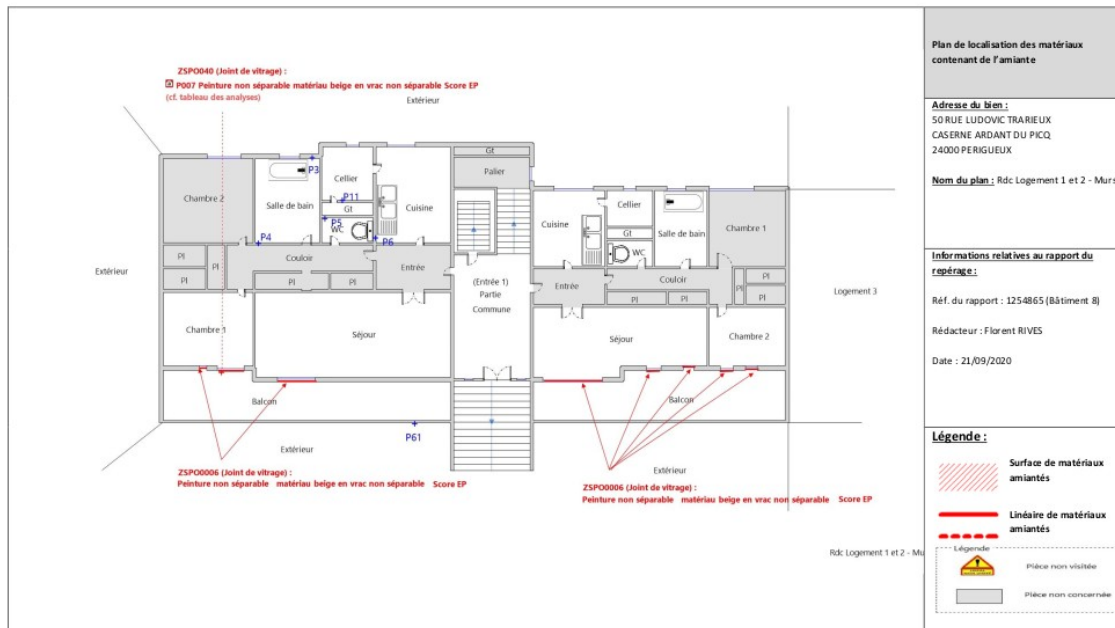 ZSPO040 (Joint de vitrage) :
P007 Peinture non séparable matériau beige en vrac non séparable Score EP
(cf. tableau des analyses)
Extérieur
Chambre 2
P3
Salle de bain
P4
Cellier
P11
Gt
P5
WC
P6
Cuisine
Gt
Palier
Cuisine
Cellier
Gt
WC
Salle de bain
Chambre 1
Extérieur
Pl
Pl
Pl
Couloir
Pl
Pl
Entrée
(Entrée 1)
Partie
Commune
Entrée
Couloir
Pl
Pl
Pl
Pl
Pl
Logement 3
Chambre 1
Séjour
Séjour
Chambre 2
Balcon
Balcon
P61
Extérieur
Extérieur
ZSPO0006 (Joint de vitrage) :
Peinture non séparable matériau beige en vrac non séparable Score EP
ZSPO0006 (Joint de vitrage) :
Peinture non séparable matériau beige en vrac non séparable Score EP
Rdc Logement 1 et 2 - Mu
Plan de localisation des matériaux
contenant de l'amiante
Adresse du bien :
50 RUE LUDOVIC TRARIEUX
CASERNE ARDANT DU PICQ
24000 PERIGUEUX
Nom du plan : Rdc Logement 1 et 2 - Murs
Informations relatives au rapport du
repérage :
Réf. du rapport : 1254865 (Bâtiment 8)
Rédacteur : Florent RIVES
Date : 21/09/2020
Légende :
Surface de matériaux
amiantés
Linéaire de matériaux
amiantés
Légende
Pièce non visitée
Pièce non concernée